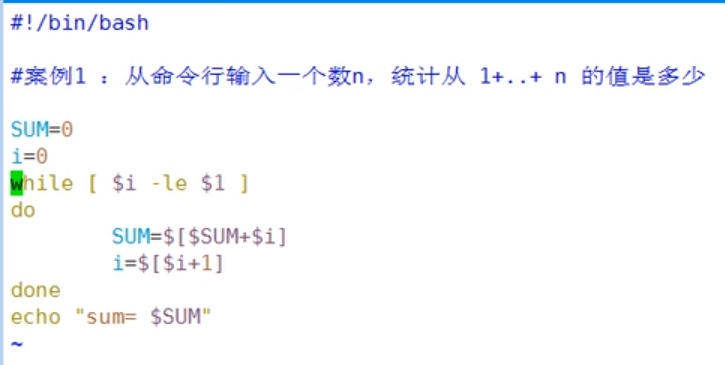 #!/bin/bash
#案例1 ：从命令行输入一个数n，统计从 1+..+ n 的值是多少
SUM=0
i=0
while [ $i -le $1 ]
do
        SUM=$[$SUM+$i]
        i=$[$i+1]
done
echo "sum= $SUM"
~